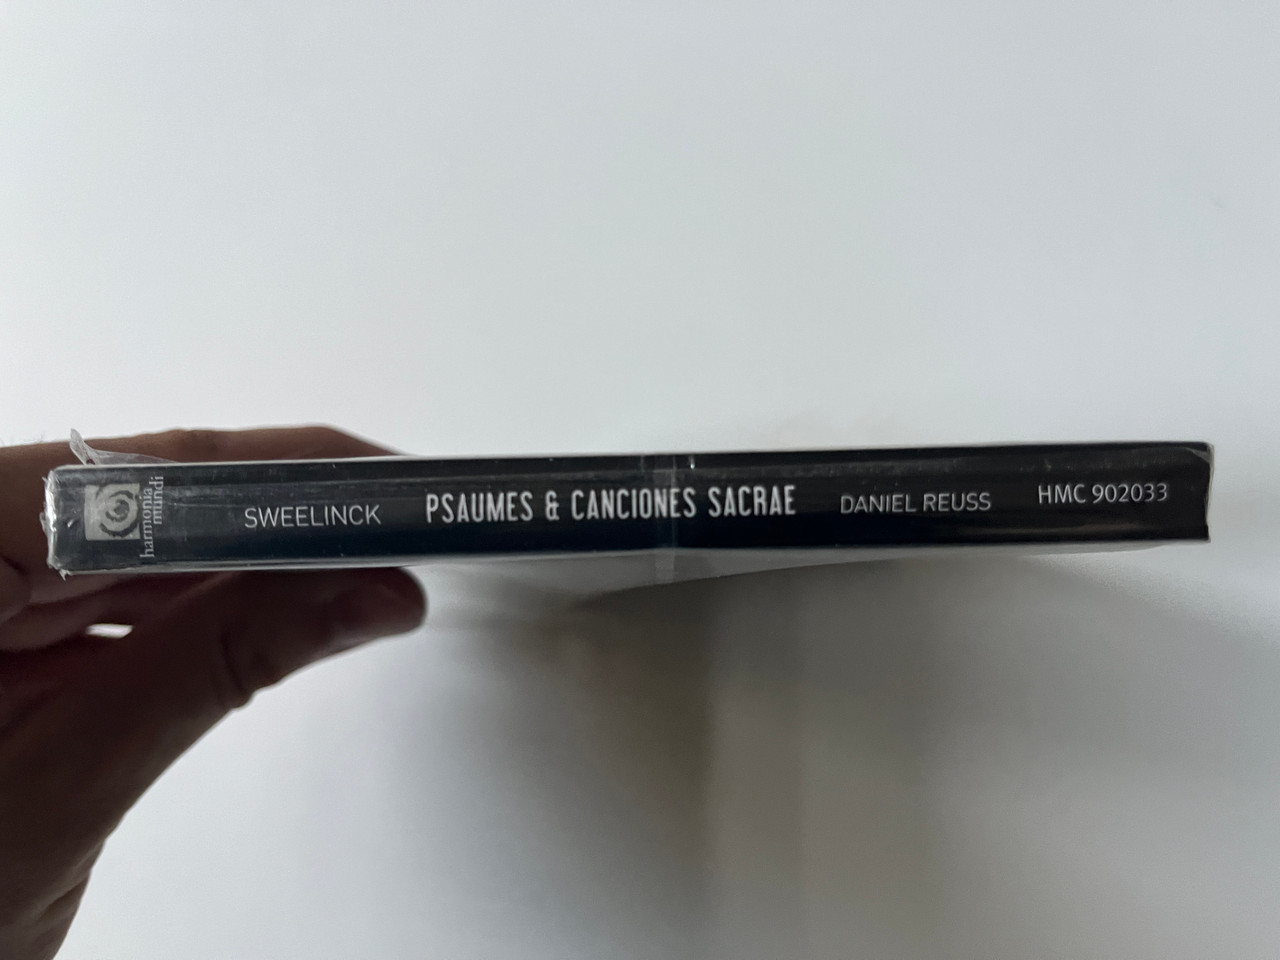 harmonia
mundi
SWEELINCK PSAUMES & CANCIONES SACRAE DANIEL REUSS HMC 902033